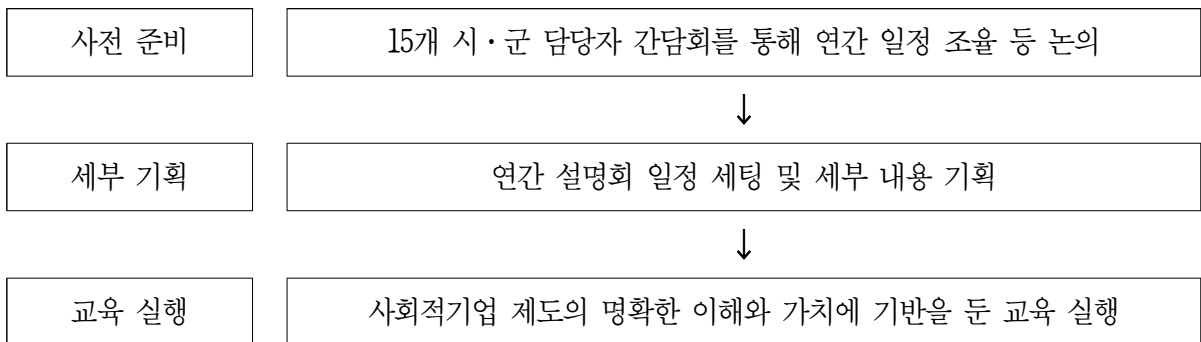 사전 준비
15개 시·군 담당자 간담회를 통해 연간 일정 조율 등 논의
↓
세부 기획
연간 설명회 일정 세팅 및 세부 내용 기획
↓
교육 실행
사회적기업 제도의 명확한 이해와 가치에 기반을 둔 교육 실행